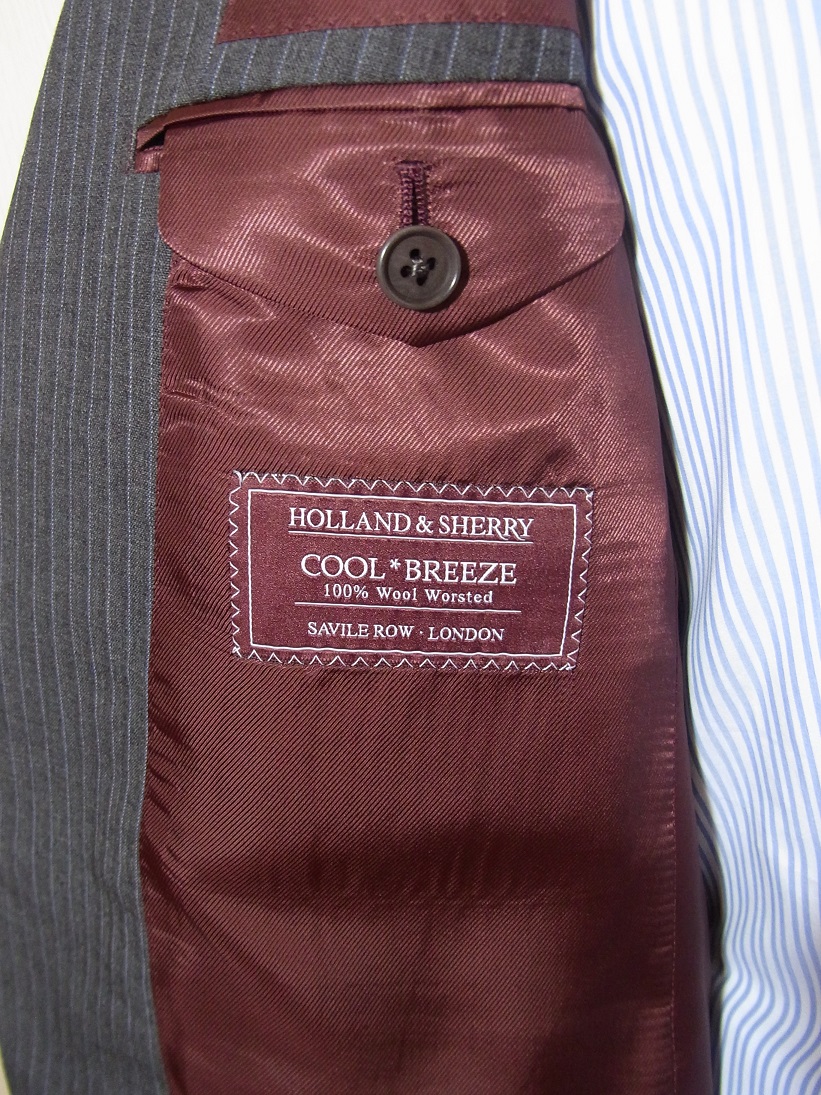 HOLLAND & SHERRY
COOL*BREEZE
100% Wool Worsted
SAVILE ROW · LONDON